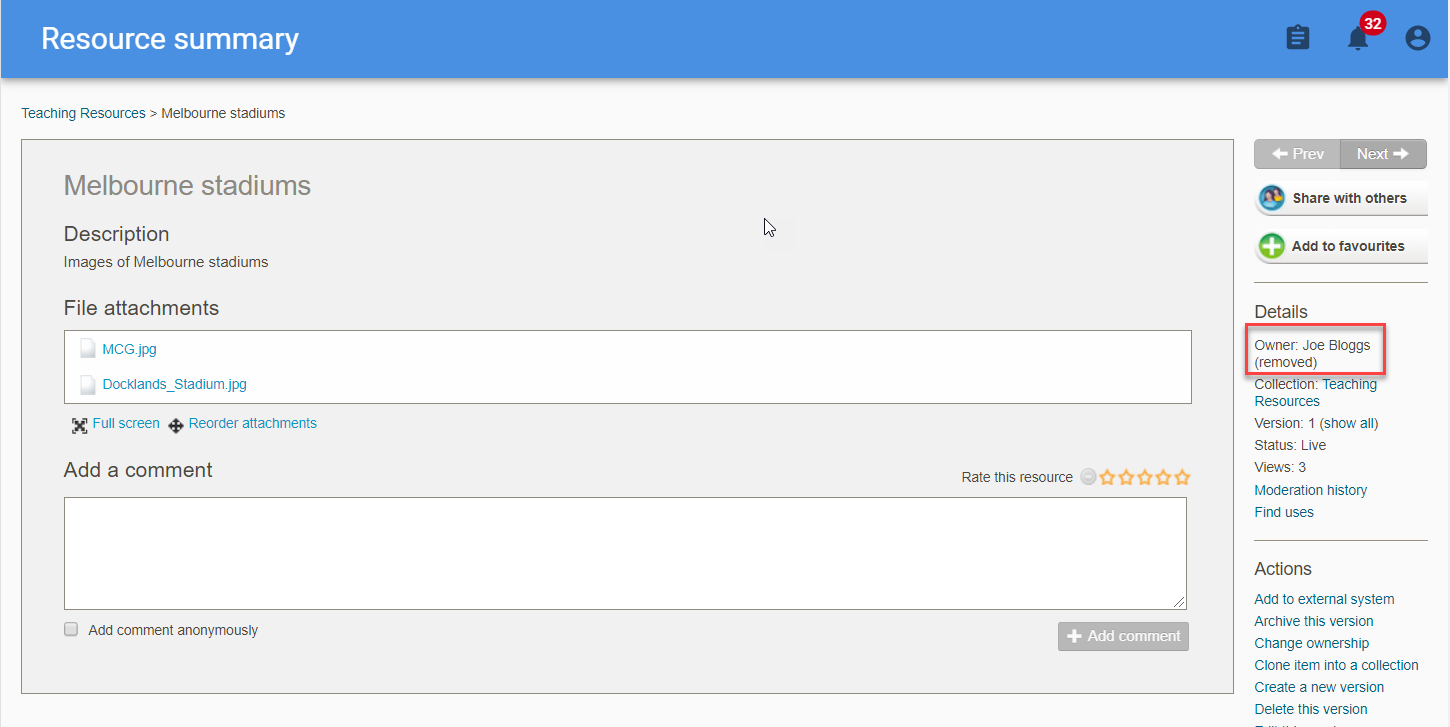 Resource summary
32
Teaching Resources > Melbourne stadiums
Melbourne stadiums
Description
Images of Melbourne stadiums
File attachments
MCG.jpg
Docklands_Stadium.jpg
Full screen Reorder attachments
Add a comment
Rate this resource
Add comment anonymously
Add comment
Prev Next
Share with others
Add to favourites
Details
Owner: Joe Bloggs
(removed)
Collection: Teaching
Resources
Version: 1 (show all)
Status: Live
Views: 3
Moderation history
Find uses
Actions
Add to external system
Archive this version
Change ownership
Clone item into a collection
Create a new version
Delete this version